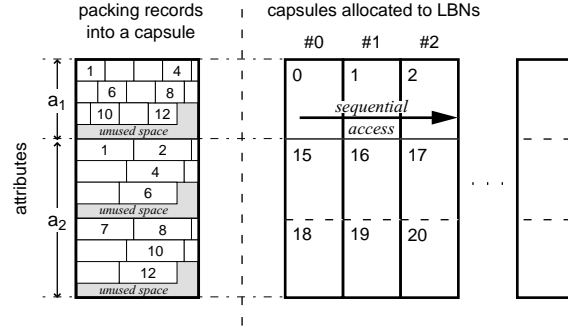 packing records
into a capsule
capsules allocated to LBNs
#0 #1 #2
attributes
a1
a2
1 4
6 8
10 12
unused space
1 2
4
6
unused space
7 8
10
12
unused space
0 1 2
sequential
access
15 16 17
. . .
18 19 20